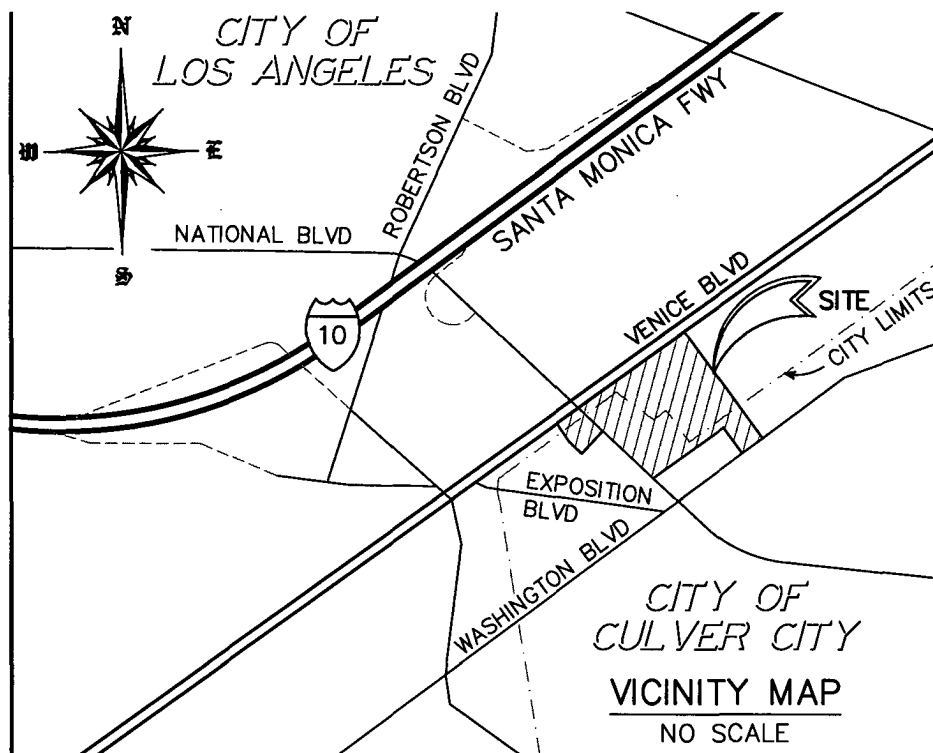 N
CITY OF
LOS ANGELES
W
E
S
ROBERTSON BLVD
SANTA MONICA FWY
NATIONAL BLVD
10
VENICE BLVD
SITE
CITY LIMITS
EXPOSITION
BLVD
WASHINGTON BLVD
CITY OF
CULVER CITY
VICINITY MAP
NO SCALE